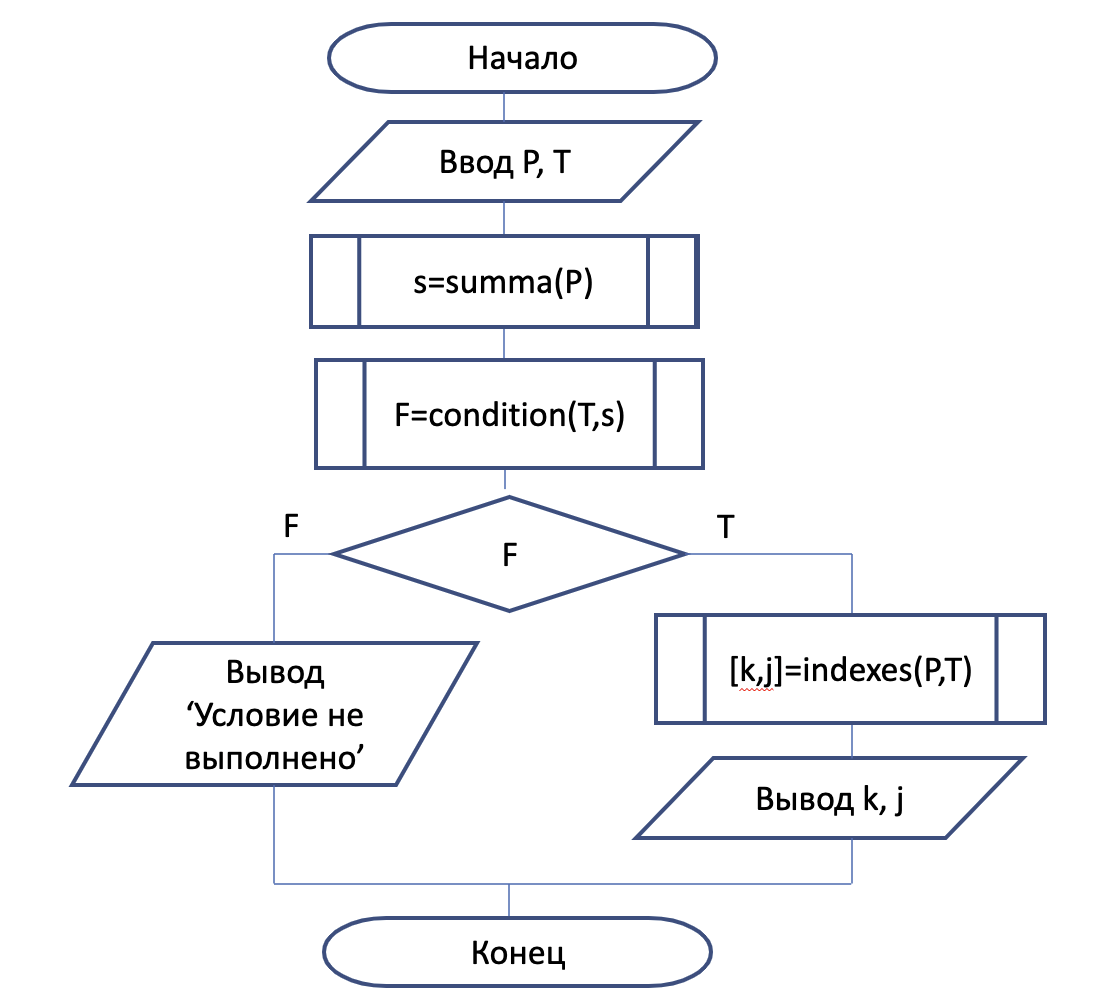 Начало
Ввод P, T
s=summa(P)
F=condition(T,s)
F
T
F
Вывод
‘Условие не
выполнено’
[k,j]=indexes(P,T)
Вывод k, j
Конец